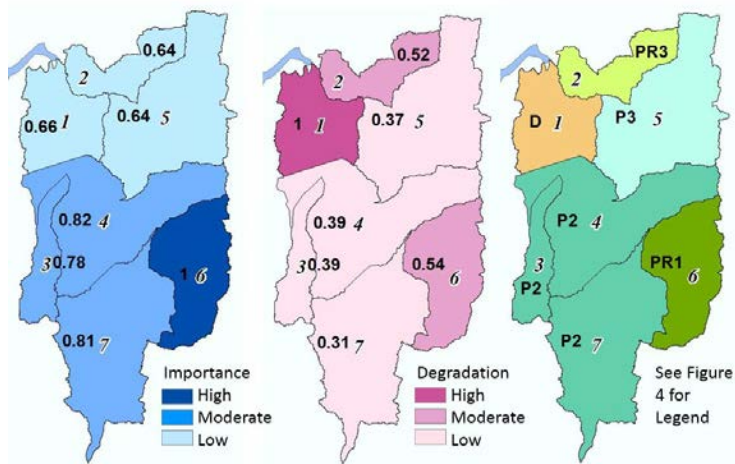 0.64
2
0.66 1
0.64 5
0.82 4
3 0.78
1 6
0.81 7
Importance
High
Moderate
Low
0.52
2
1 1
0.37 5
0.39 4
3 0.39
0.54 6
0.31 7
Degradation
High
Moderate
Low
PR3
2
D 1
P3 5
P2 4
3
P2
PR1 6
P2 7
See Figure
4 for
Legend